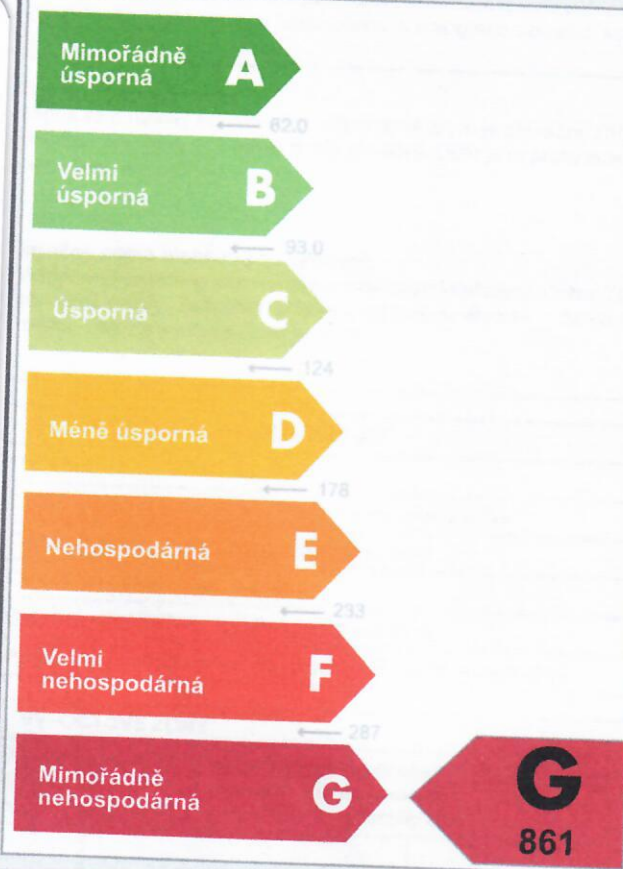 Mimořádně
úsporná
A
82.0
Velmi
úsporná
B
93.0
Úsporná
C
124
Méně úsporná
D
178
Nehospodárná
E
233
Velmi
nehospodárná
F
287
Mimořádně
nehospodárná
G
G
861